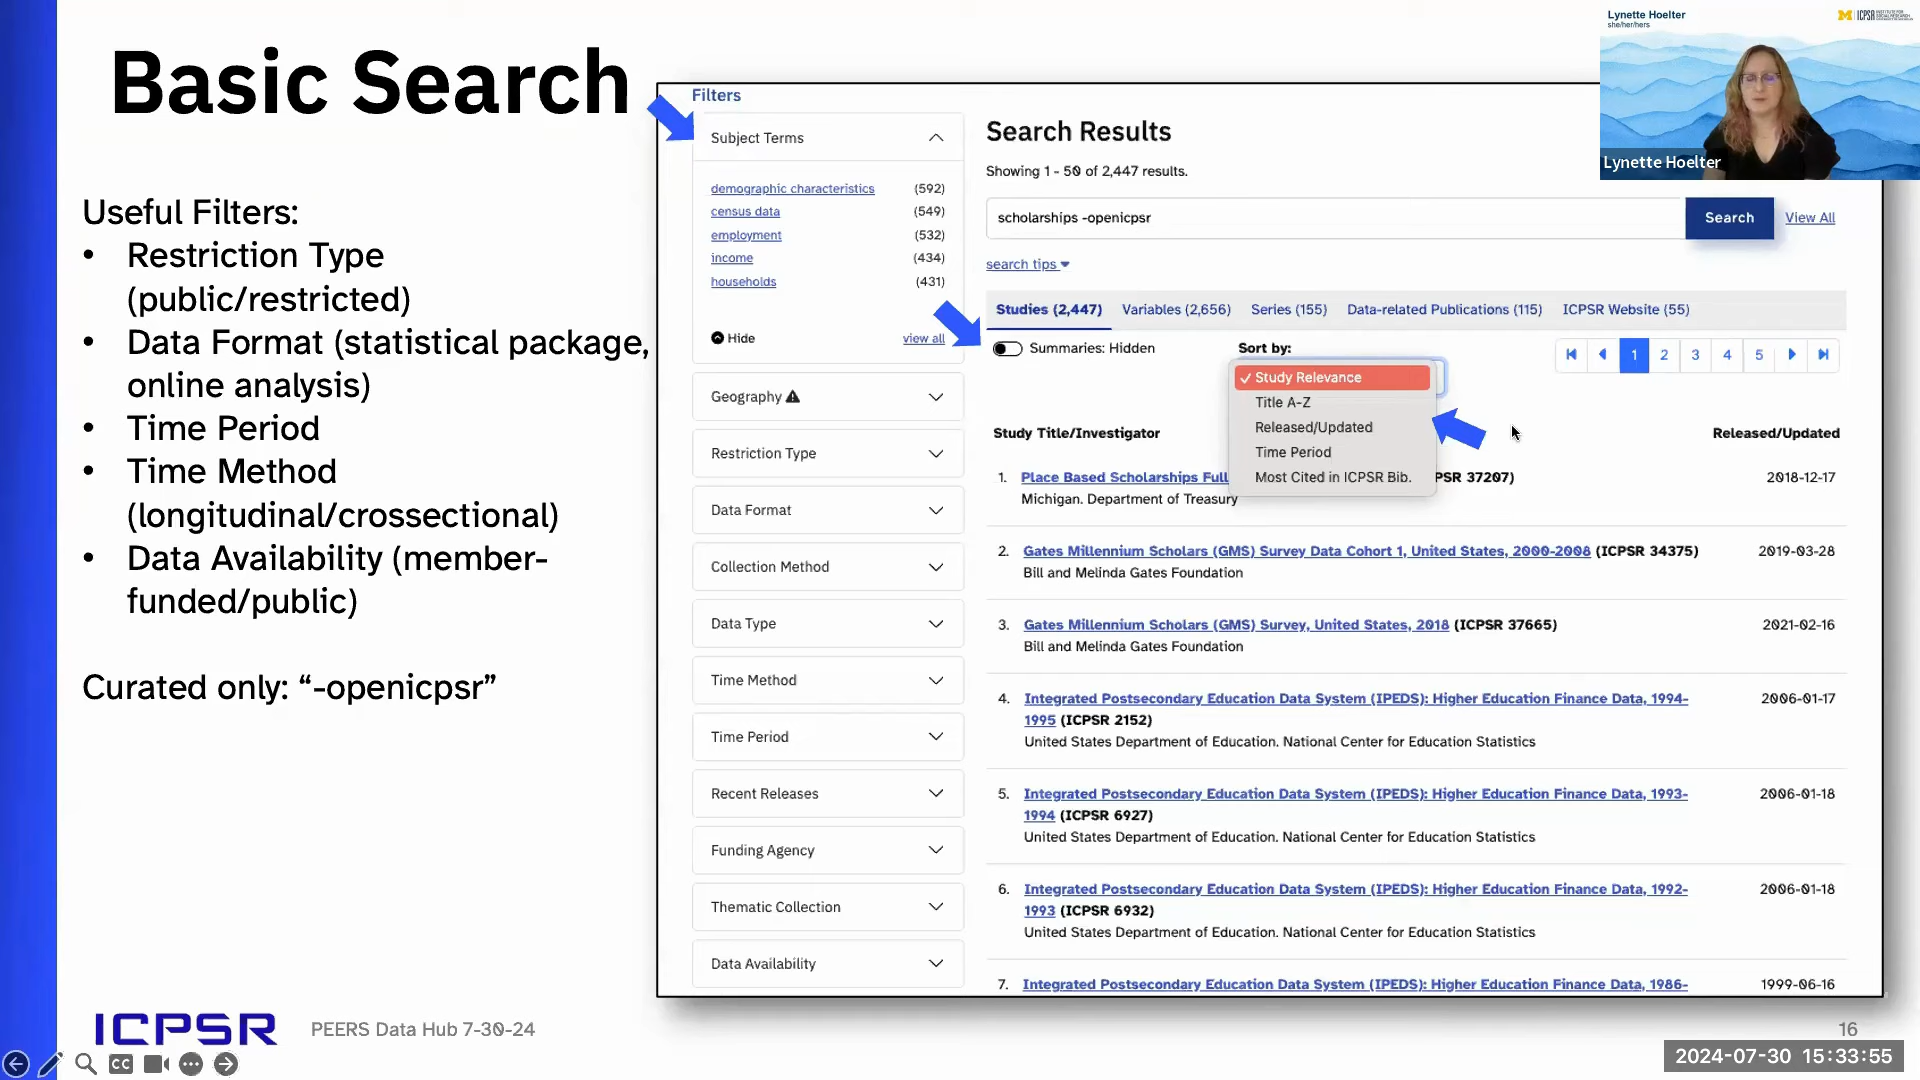 Basic Search
Useful Filters:
• Restriction Type
(public/restricted)
• Data Format (statistical package,
online analysis)
• Time Period
• Time Method
(longitudinal/crossectional)
• Data Availability (member-
funded/public)
Curated only: “-openicpsr”
Filters
Subject Terms
demographic characteristics (592)
census data (549)
employment (532)
income (434)
households (431)
Hide view all
Geography
Restriction Type
Data Format
Collection Method
Data Type
Time Method
Time Period
Recent Releases
Funding Agency
Thematic Collection
Data Availability
Search Results
Showing 1 - 50 of 2,447 results.
scholarships -openicpsr Search View All
search tips
Studies (2,447) Variables (2,656) Series (155) Data-related Publications (115) ICPSR Website (55)
Summaries: Hidden Sort by: 1 2 3 4 5
✓ Study Relevance
Title A-Z
Released/Updated
Time Period
Most Cited in ICPSR Bib.
Study Title/Investigator Released/Updated
1. Place Based Scholarships Full PSR 37207) 2018-12-17
Michigan. Department of Treasury
2. Gates Millennium Scholars (GMS) Survey Data Cohort 1, United States, 2000-2008 (ICPSR 34375) 2019-03-28
Bill and Melinda Gates Foundation
3. Gates Millennium Scholars (GMS) Survey, United States, 2018 (ICPSR 37665) 2021-02-16
Bill and Melinda Gates Foundation
4. Integrated Postsecondary Education Data System (IPEDS): Higher Education Finance Data, 1994- 2006-01-17
1995 (ICPSR 2152)
United States Department of Education. National Center for Education Statistics
5. Integrated Postsecondary Education Data System (IPEDS): Higher Education Finance Data, 1993- 2006-01-18
1994 (ICPSR 6927)
United States Department of Education. National Center for Education Statistics
6. Integrated Postsecondary Education Data System (IPEDS): Higher Education Finance Data, 1992- 2006-01-18
1993 (ICPSR 6932)
United States Department of Education. National Center for Education Statistics
7. Integrated Postsecondary Education Data System (IPEDS): Higher Education Finance Data, 1986- 1999-06-16
Lynette Hoelter
she/her/hers
M ICPSR
Lynette Hoelter
ICPSR PEERS Data Hub 7-30-24 16
CC
2024-07-30 15:33:55